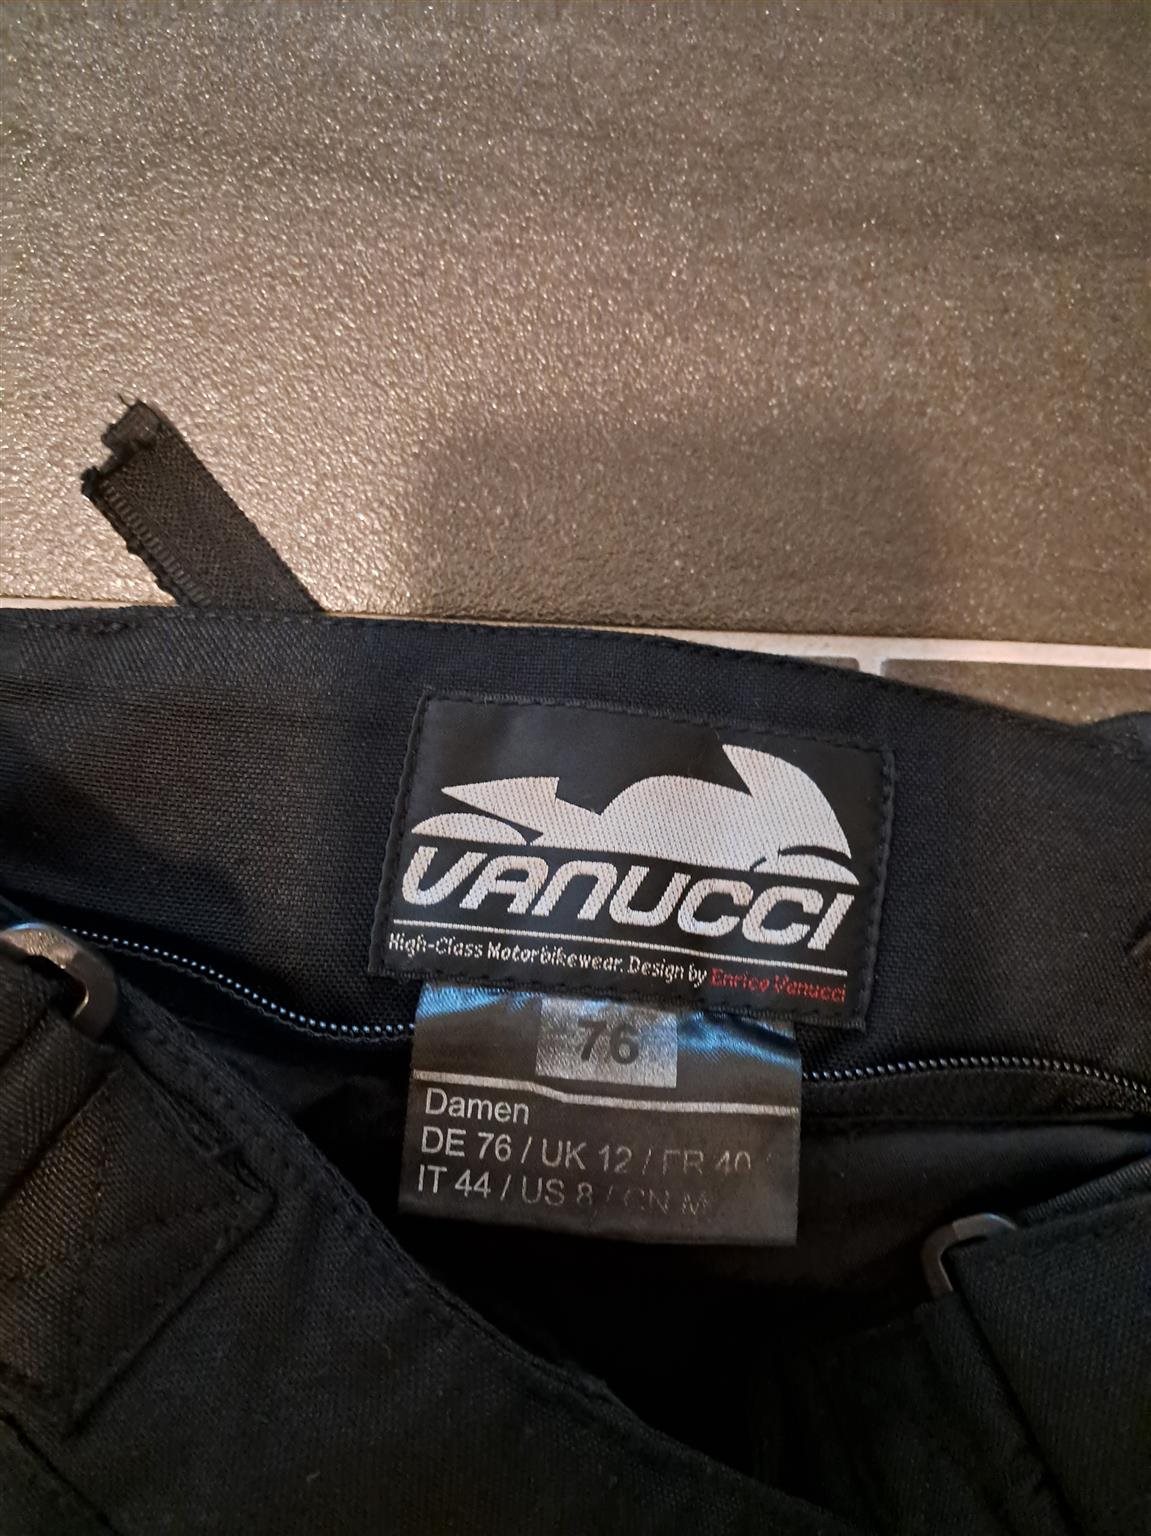 VANUCCI
High-Class Motorbikewear. Design by Enrico Vanucci
76
Damen
DE 76 / UK 12 / FR 40 /
IT 44 / US 8 / CN M